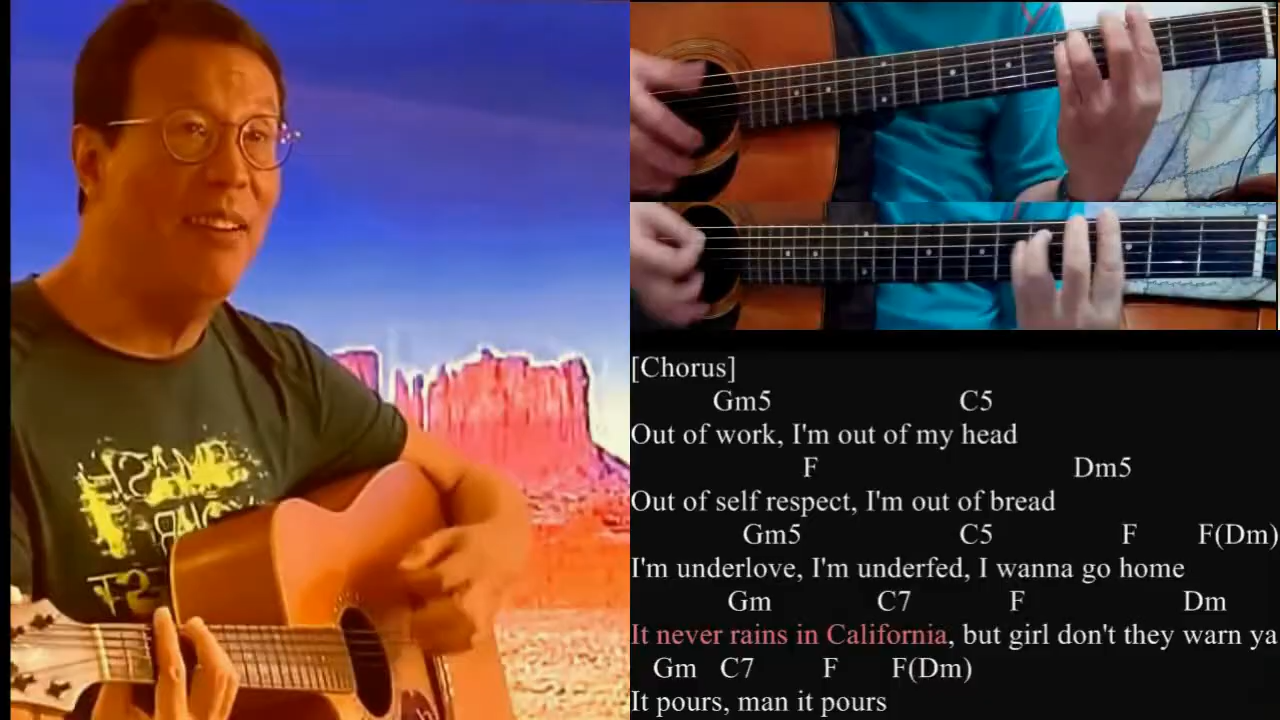 [Chorus]
Gm5 C5
Out of work, I'm out of my head
F Dm5
Out of self respect, I'm out of bread
Gm5 C5 F F(Dm)
I'm underlove, I'm underfed, I wanna go home
Gm C7 F Dm
It never rains in California, but girl don't they warn ya
Gm C7 F F(Dm)
It pours, man it pours